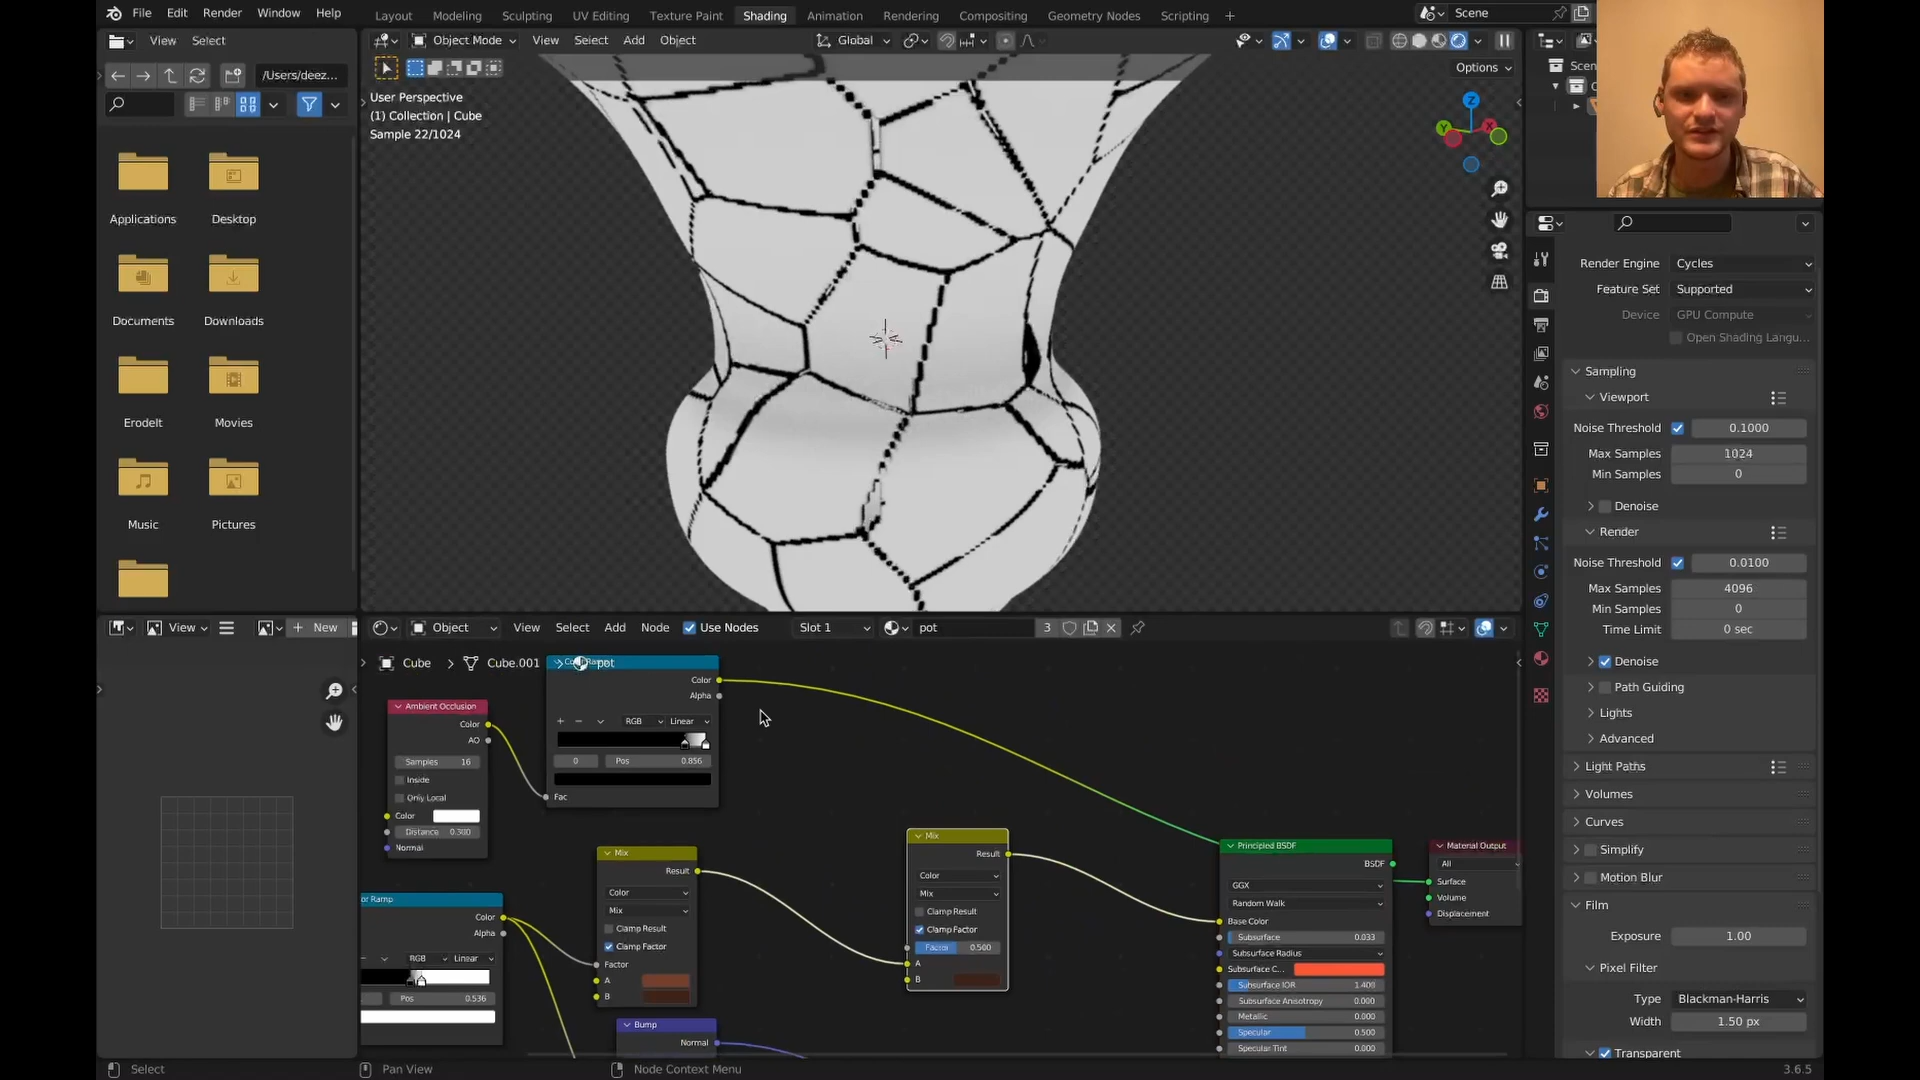 File Edit Render Window Help
Layout Modeling Sculpting UV Editing Texture Paint Shading Animation Rendering Compositing Geometry Nodes Scripting
Scene
View Select
Object Mode View Select Add Object
Global
/Users/deez...
Options
User Perspective
(1) Collection | Cube
Sample 22/1024
Z
Y
X
Scen
Applications Desktop
Documents Downloads
Erodelt Movies
Music Pictures
Render Engine Cycles
Feature Set Supported
Device GPU Compute
Open Shading Langu...
Sampling
Viewport
Noise Threshold 0.1000
Max Samples 1024
Min Samples 0
Denoise
Render
Noise Threshold 0.0100
Max Samples 4096
Min Samples 0
Time Limit 0 sec
Denoise
Path Guiding
Lights
Advanced
Light Paths
Volumes
Curves
Simplify
Motion Blur
Film
Exposure 1.00
Pixel Filter
Type Blackman-Harris
Width 1.50 px
Transparent
View
New
Object View Select Add Node Use Nodes Slot 1 pot 3
Cube Cube.001 pot
Color
Alpha
RGB Linear
0 Pos 0.856
Fac
Ambient Occlusion
Color
AO
Samples 16
Inside
Only Local
Color
Distance 0.300
Normal
or Ramp
Color
Alpha
RGB Linear
Pos 0.536
Mix
Result
Color
Mix
Clamp Result
Clamp Factor
Factor
A
B
Bump
Normal
Mix
Result
Color
Mix
Clamp Result
Clamp Factor
Factor 0.500
A
B
Principled BSDF
BSDF
GGX
Random Walk
Base Color
Subsurface 0.033
Subsurface Radius
Subsurface C...
Subsurface IOR 1.400
Subsurface Anisotropy 0.000
Metallic 0.000
Specular 0.500
Specular Tint 0.000
Material Output
All
Surface
Volume
Displacement
Select Pan View Node Context Menu
3.6.5